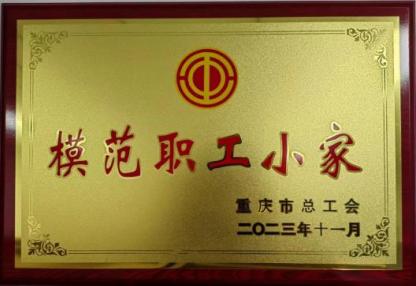 模范职工小家
重庆市总工会
二〇二三年十一月